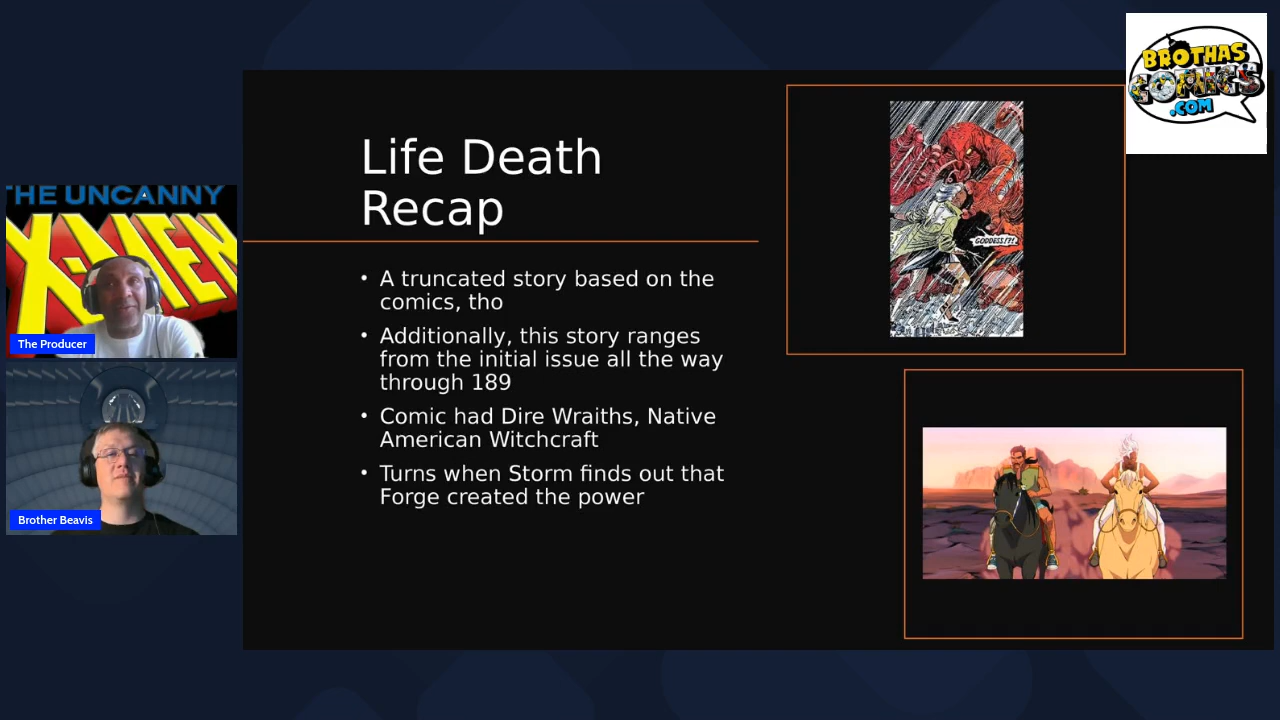 BROTHAS
COMICS
.COM
Life Death
Recap
• A truncated story based on the
comics, tho
• Additionally, this story ranges
from the initial issue all the way
through 189
• Comic had Dire Wraiths, Native
American Witchcraft
• Turns when Storm finds out that
Forge created the power
GODDESS!?!
THE UNCANNY
X-MEN
The Producer
Brother Beavis